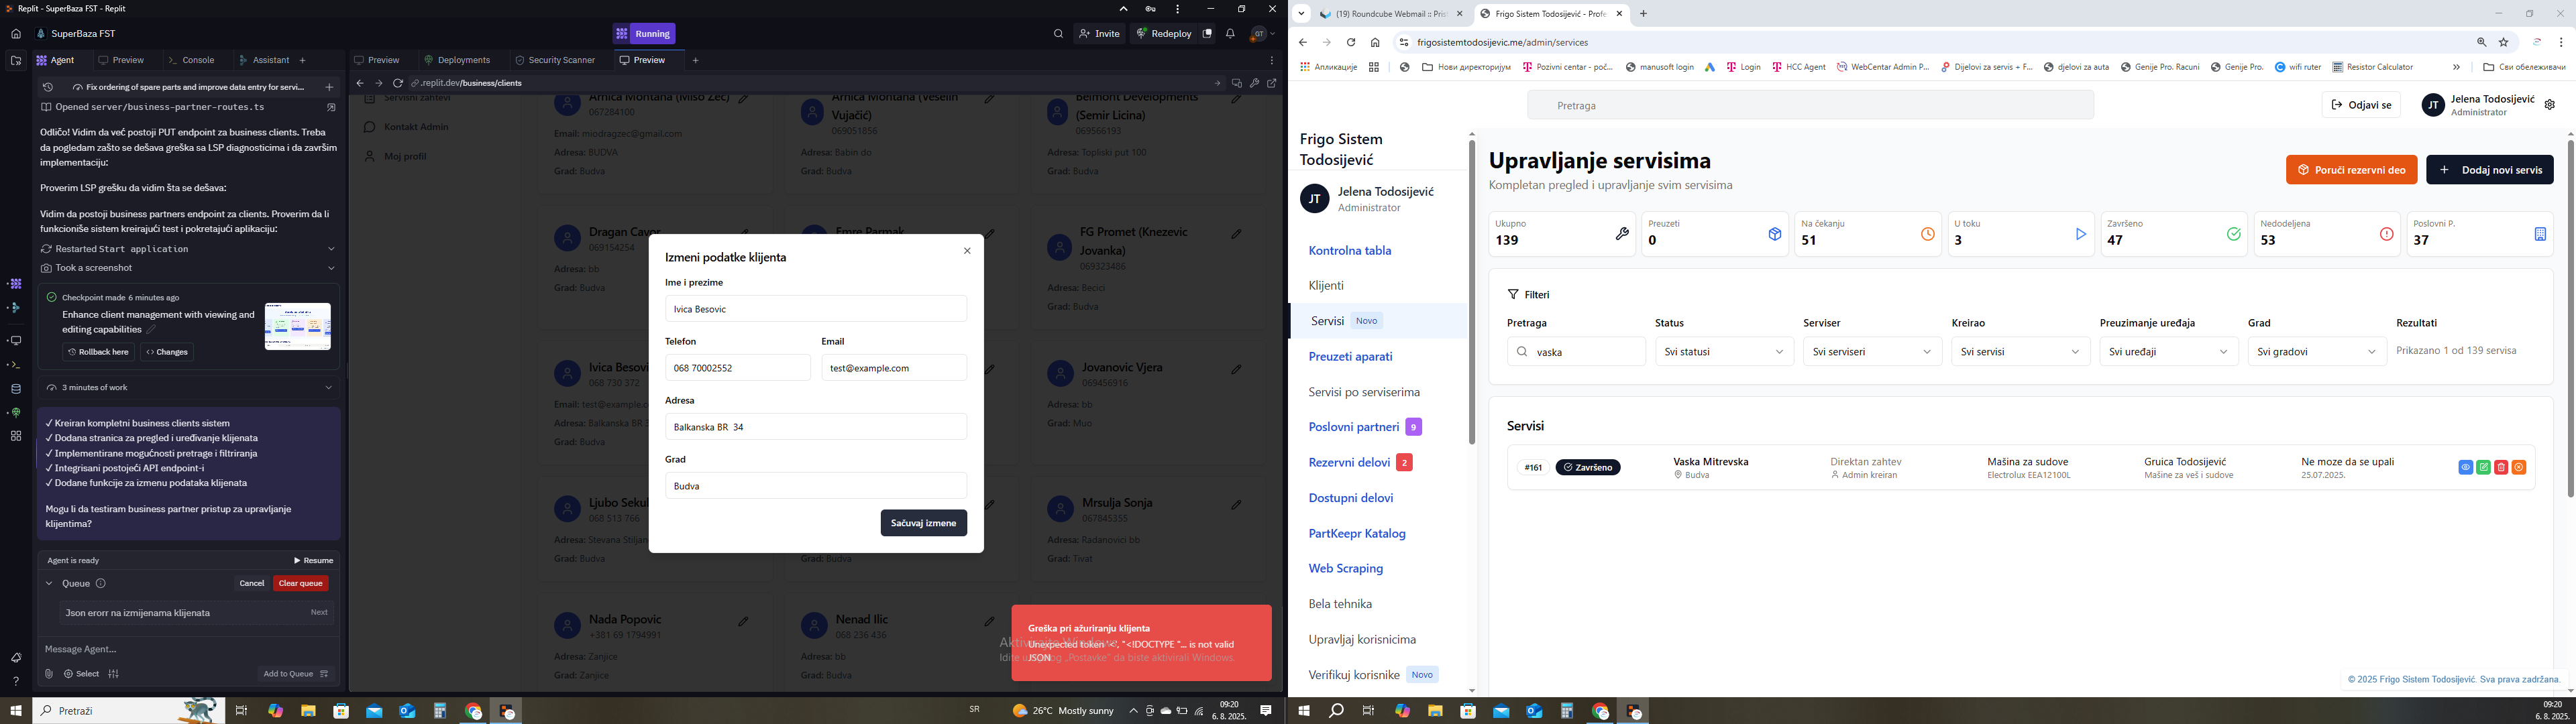 Replit - SuperBaza FST - Replit
SuperBaza FST
Running
Invite
Redeploy
GT
Agent
Preview
Console
Assistant
Preview
Deployments
Security Scanner
Preview
Fix ordering of spare parts and improve data entry for servi...
.replit.dev/business/clients
Opened server/business-partner-routes.ts
Odlično! Vidim da već postoji PUT endpoint za business clients. Treba
da pogledam zašto se dešava greška sa LSP diagnosticima i da završim
implementaciju:
Proverim LSP grešku da vidim šta se dešava:
Vidim da postoji business partners endpoint za clients. Proverim da li
funkcioniše sistem kreirajući test i pokretajući aplikaciju:
Restarted Start application
Took a screenshot
Checkpoint made 6 minutes ago
Enhance client management with viewing and
editing capabilities
Rollback here
Changes
3 minutes of work
✓ Kreiran kompletni business clients sistem
✓ Dodana stranica za pregled i uređivanje klijenata
✓ Implementirane mogućnosti pretrage i filtriranja
✓ Integrisani postojeći API endpoint-i
✓ Dodane funkcije za izmenu podataka klijenata
Mogu li da testiram business partner pristup za upravljanje
klijentima?
Agent is ready
Resume
Queue
Cancel
Clear queue
Json erorr na izmijenama klijenata
Next
Message Agent...
Select
Add to Queue
Servisni zahtevi
Kontakt Admin
Moj profil
Arnica Montana (Miso Zec)
067284100
Email: miodragzec@gmail.com
Adresa: BUDVA
Grad: Budva
Arnica Montana (Veselin
Vujačić)
069051856
Adresa: Babin do
Grad: Budva
Belmont Developments
(Semir Licina)
069566193
Adresa: Topliski put 100
Grad: Budva
Dragan Cavor
069154254
Adresa: bb
Grad: Budva
Emre Parmak
FG Promet (Knezevic
Jovanka)
069323486
Adresa: Becici
Grad: Budva
Ivica Besovi
068 730 372
Email: test@example.c
Adresa: Balkanska BR 3
Grad: Budva
Jovanovic Vjera
069456916
Adresa: bb
Grad: Muo
Ljubo Sekul
068 513 766
Adresa: Stevana Stiljan
Grad: Budva
Grad: Budva
Mrsulja Sonja
067845355
Adresa: Radanovici bb
Grad: Tivat
Nada Popovic
+381 69 1794991
Adresa: Zanjice
Grad: Zanjice
Nenad Ilic
068 236 436
Adresa: bb
Grad: Budva
Izmeni podatke klijenta
Ime i prezime
Ivica Besovic
Telefon
Email
068 70002552
test@example.com
Adresa
Balkanska BR 34
Grad
Budva
Sačuvaj izmene
Greška pri ažuriranju klijenta
Unexpected token '<', "<!DOCTYPE "... is not valid
JSON
Aktivirajte Windows
Idite u dijalog „Postavke“ da biste aktivirali Windows.
Pretraži
SR
26°C Mostly sunny
09:20
6. 8. 2025.
(19) Roundcube Webmail :: Pris
Frigo Sistem Todosijević - Profe
frigosistemtodosijevic.me/admin/services
Апликације
Нови директоријум
Pozivni centar - poč...
manusoft login
Login
HCC Agent
WebCentar Admin P...
Dijelovi za servis + F...
djelovi za auta
Genije Pro. Racuni
Genije Pro.
wifi ruter
Resistor Calculator
Сви обележивачи
Pretraga
Odjavi se
JT
Jelena Todosijević
Administrator
Frigo Sistem
Todosijević
JT
Jelena Todosijević
Administrator
Kontrolna tabla
Klijenti
Servisi Novo
Preuzeti aparati
Servisi po serviserima
Poslovni partneri 9
Rezervni delovi 2
Dostupni delovi
PartKeepr Katalog
Web Scraping
Bela tehnika
Upravljaj korisnicima
Verifikuj korisnike Novo
Upravljanje servisima
Kompletan pregled i upravljanje svim servisima
Poruči rezervni deo
Dodaj novi servis
Ukupno
139
Preuzeti
0
Na čekanju
51
U toku
3
Završeno
47
Nedodeljena
53
Poslovni P.
37
Filteri
Pretraga
Status
Serviser
Kreirao
Preuzimanje uređaja
Grad
Rezultati
vaska
Svi statusi
Svi serviseri
Svi servisi
Svi uređaji
Svi gradovi
Prikazano 1 od 139 servisa
Servisi
#161
Završeno
Vaska Mitrevska
Budva
Direktan zahtev
Admin kreiran
Mašina za sudove
Electrolux EEA12100L
Gruica Todosijević
Mašine za veš i sudove
Ne moze da se upali
25.07.2025.
© 2025 Frigo Sistem Todosijević. Sva prava zadržana.
09:20
6. 8. 2025.